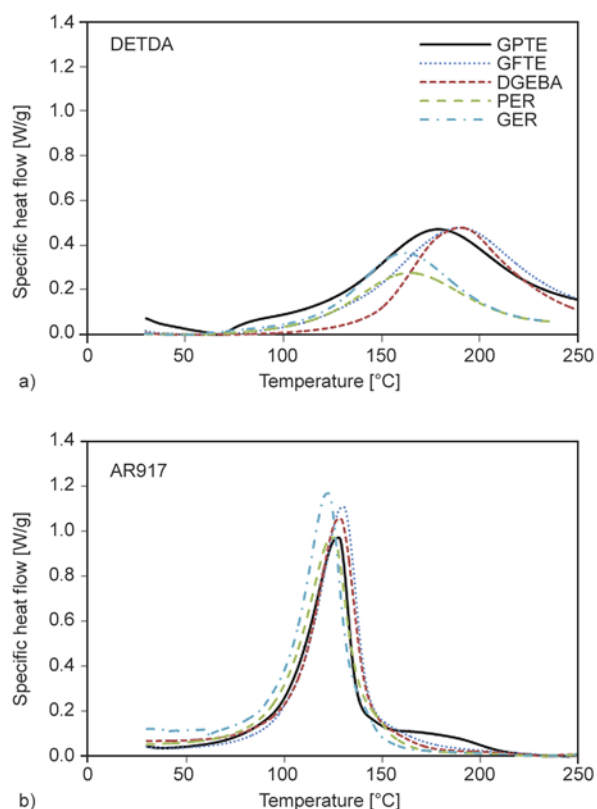 1.4
DETDA
GPTE
1.2
GFTE
DGEBA
1.0
PER
GER
0.8
0.6
0.4
0.2
0.0
0
50
100
150
200
250
Specific heat flow [W/g]
a)
Temperature [°C]
1.4
AR917
1.2
1.0
0.8
0.6
0.4
0.2
0.0
0
50
100
150
200
250
Specific heat flow [W/g]
b)
Temperature [°C]